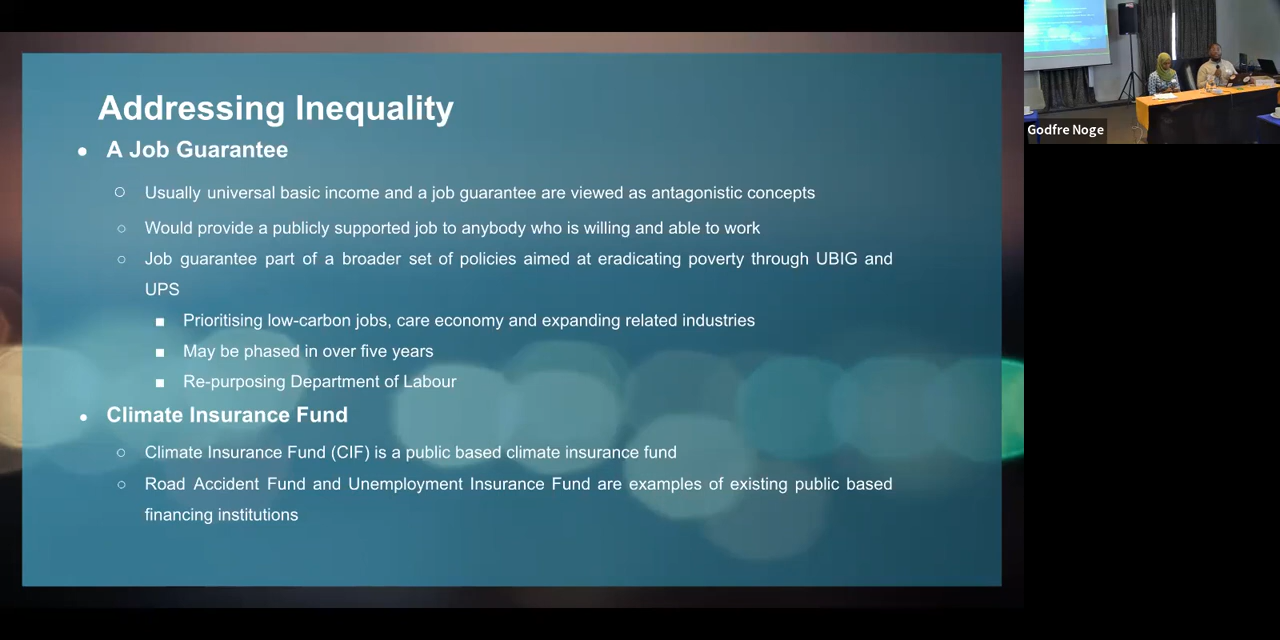 Addressing Inequality
● A Job Guarantee
○ Usually universal basic income and a job guarantee are viewed as antagonistic concepts
○ Would provide a publicly supported job to anybody who is willing and able to work
○ Job guarantee part of a broader set of policies aimed at eradicating poverty through UBIG and
UPS
■ Prioritising low-carbon jobs, care economy and expanding related industries
■ May be phased in over five years
■ Re-purposing Department of Labour
● Climate Insurance Fund
○ Climate Insurance Fund (CIF) is a public based climate insurance fund
○ Road Accident Fund and Unemployment Insurance Fund are examples of existing public based
financing institutions
Godfre Noge